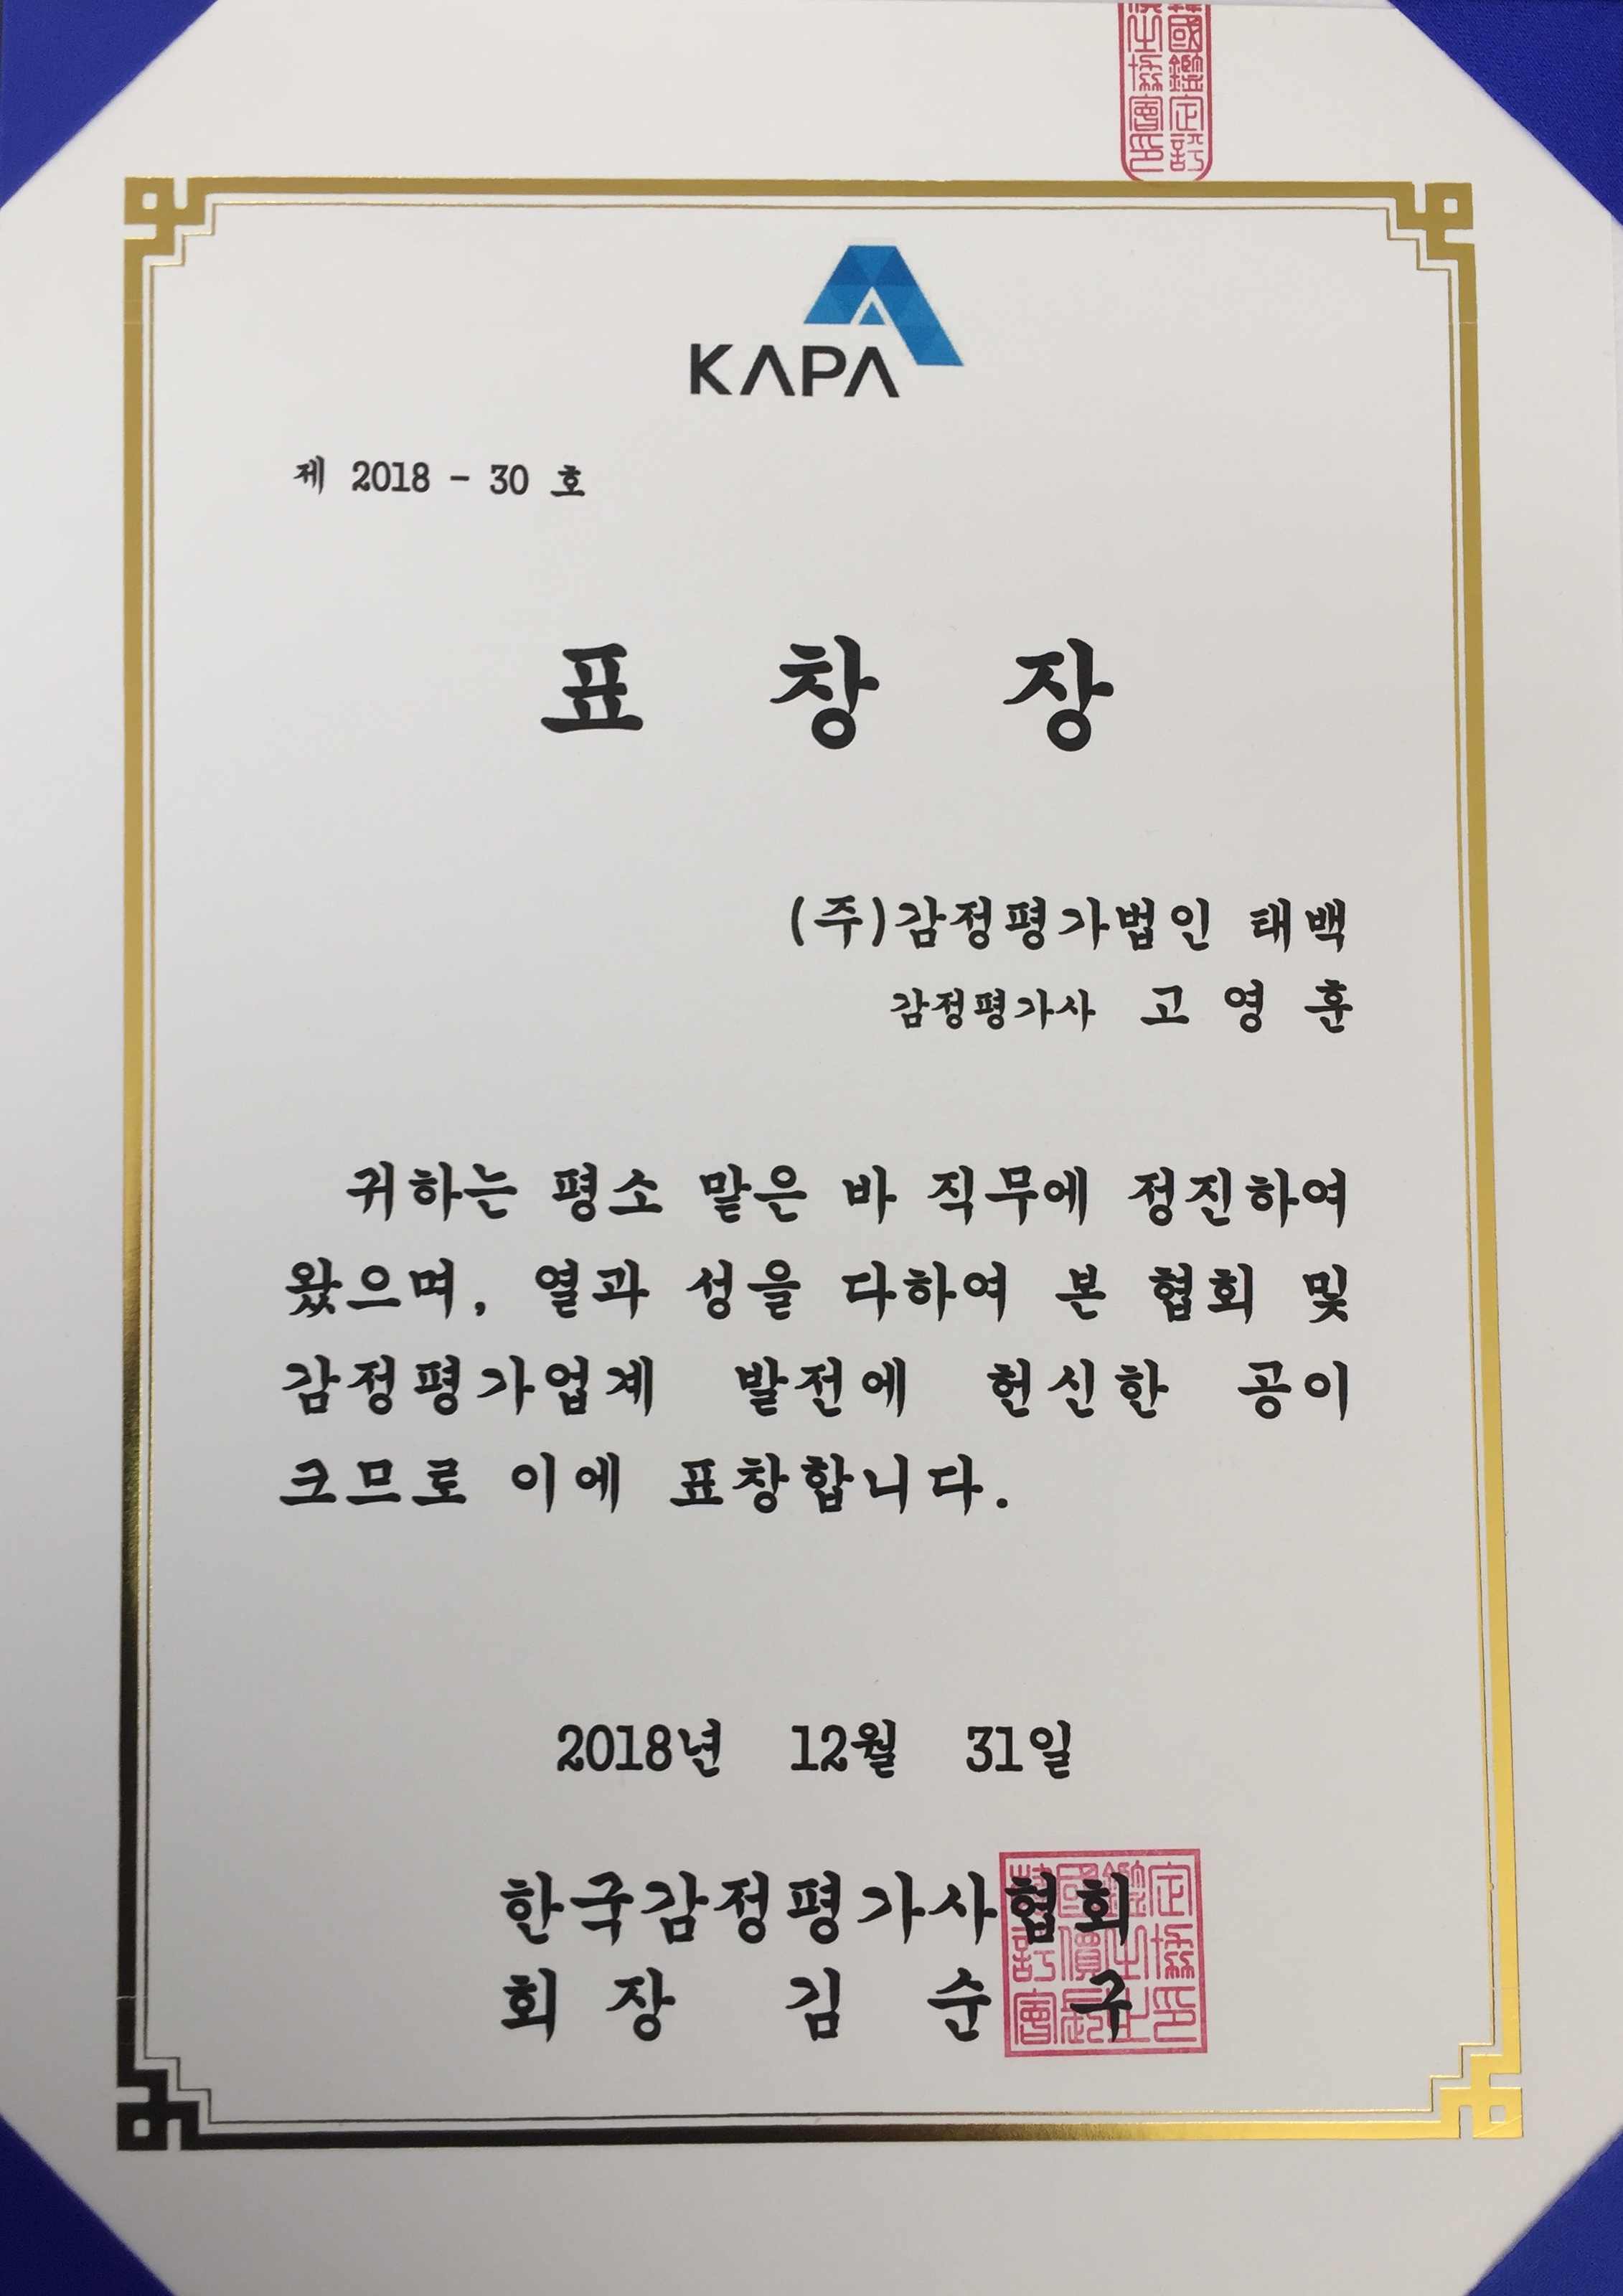 KAPA
제 2018 - 30 호
표 창 장
(주)감정평가법인 태백
감정평가사 고 영 훈
귀하는 평소 맡은 바 직무에 정진하여
왔으며, 열과 성을 다하여 본 협회 및
감정평가업계 발전에 헌신한 공이
크므로 이에 표창합니다.
2018년 12월 31일
한국감정평가사협회
회 장 김 순 구